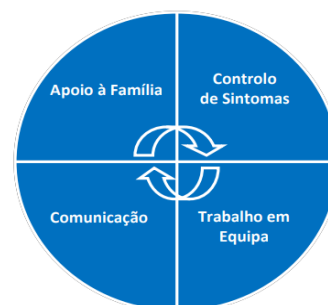 Apoio à Família
Controlo
de Sintomas
Comunicação
Trabalho em
Equipa